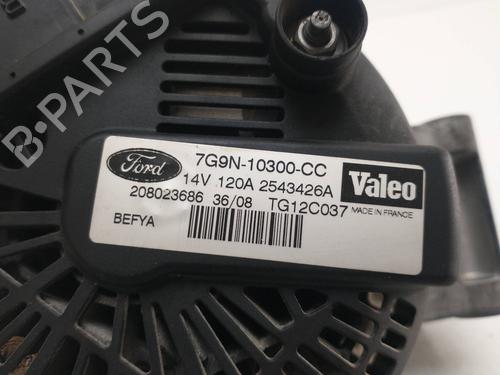 Ford
7G9N-10300-CC
14V 120A 2543426A
208023686 36/08 TG12C037
BEFYA
Valeo
MADE IN FRANCE
B-PARTS